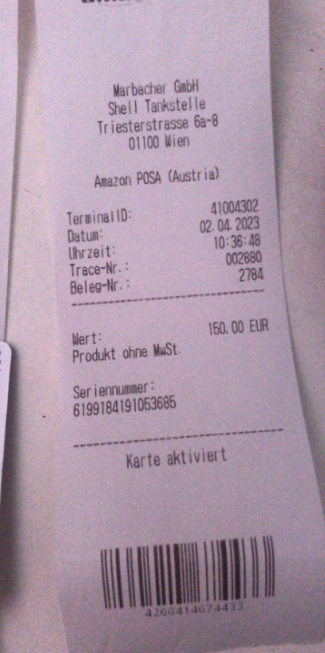 Marbacher GmbH
Shell Tankstelle
Triesterstrasse 6a-8
01100 Wien
Amazon POSA (Austria)
TerminalID: 41004302
Datum: 02.04.2023
Uhrzeit: 10:36:48
Trace-Nr.: 002880
Beleg-Nr.: 2784
Wert: 150.00 EUR
Produkt ohne MwSt.
Seriennummer:
6199184191053685
Karte aktiviert
4260414674433